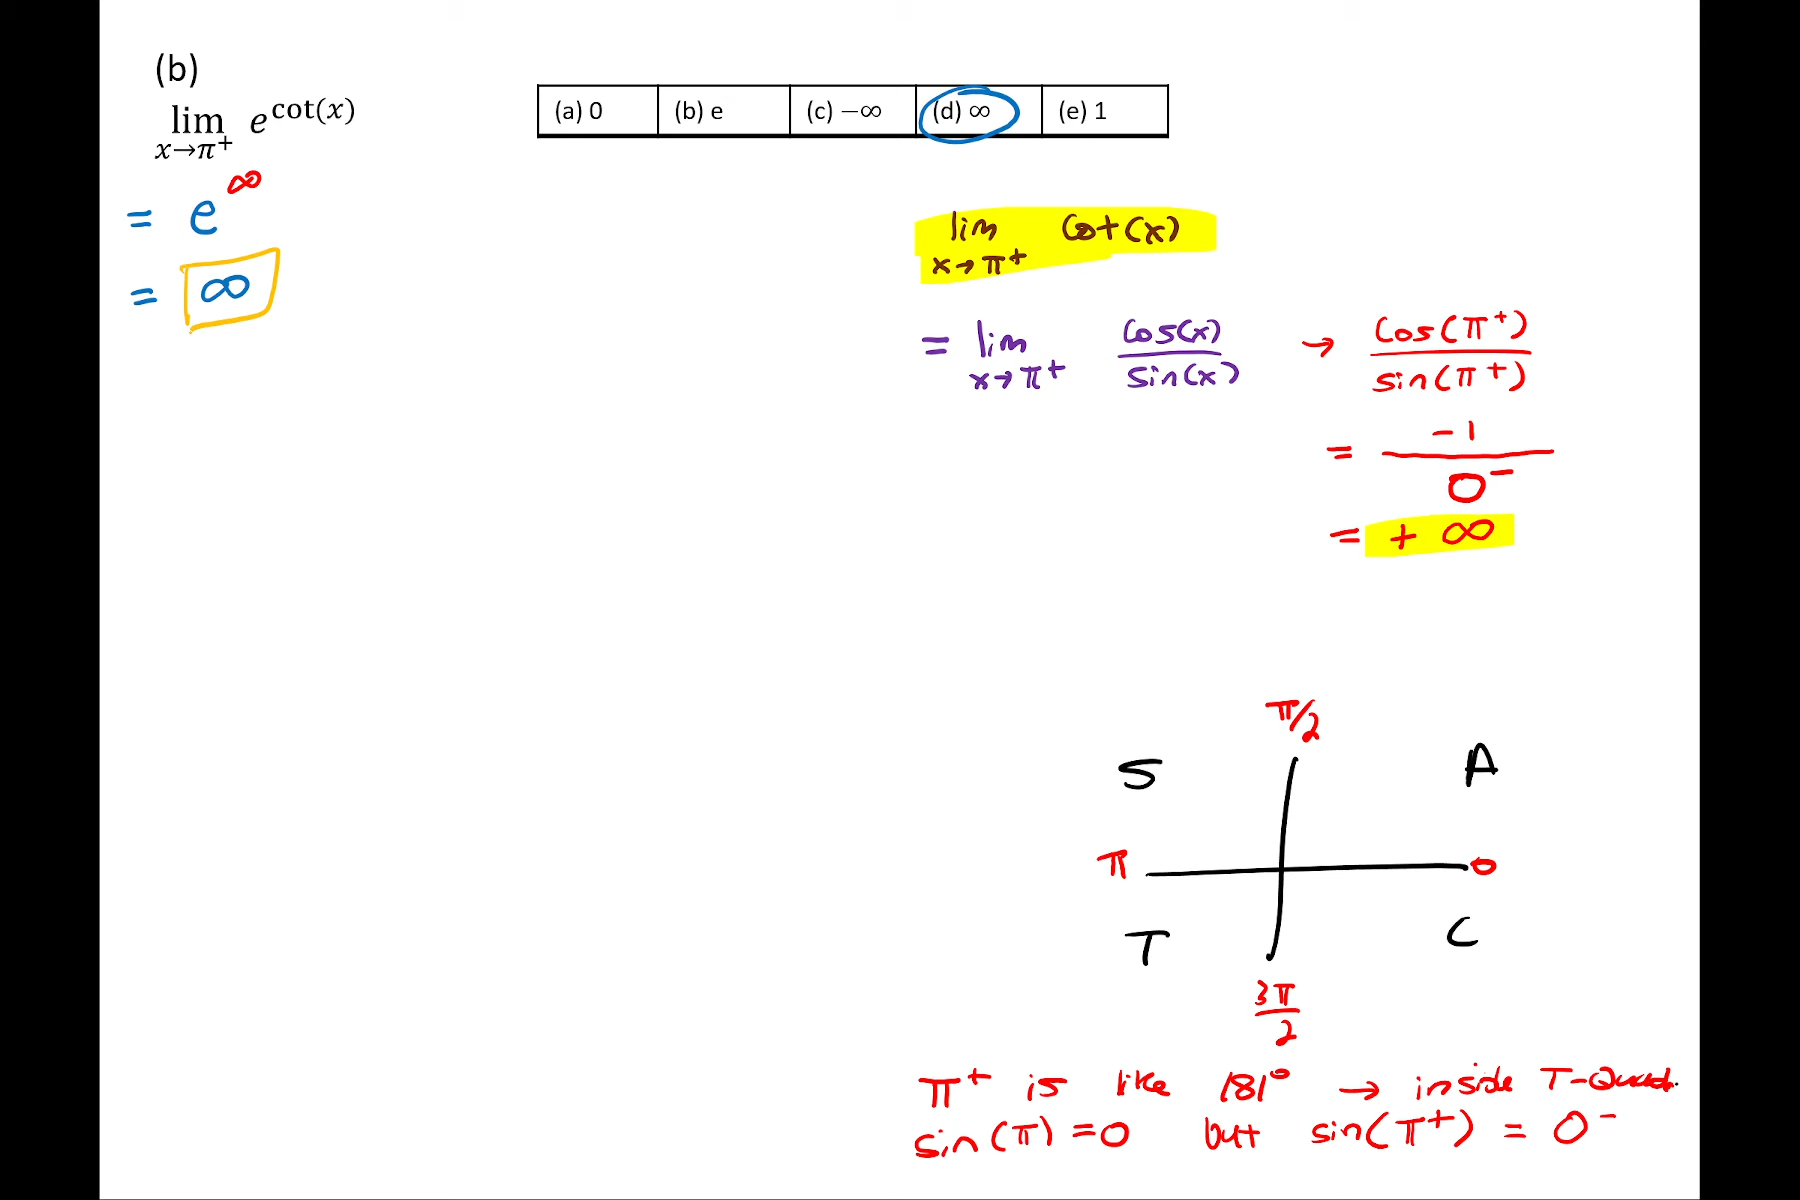 (b)
lim x→π⁺ e^cot(x)
(a) 0 (b) e (c) −∞ (d) ∞ (e) 1
= e^∞
= ∞
lim x→π⁺ cot(x)
= lim x→π⁺ cos(x)/sin(x) → cos(π⁺)/sin(π⁺)
= -1/0⁻
= + ∞
π/2
S A
π 0
T C
3π/2
π⁺ is like 181° → inside T-Quad.
sin(π) = 0 but sin(π⁺) = 0⁻